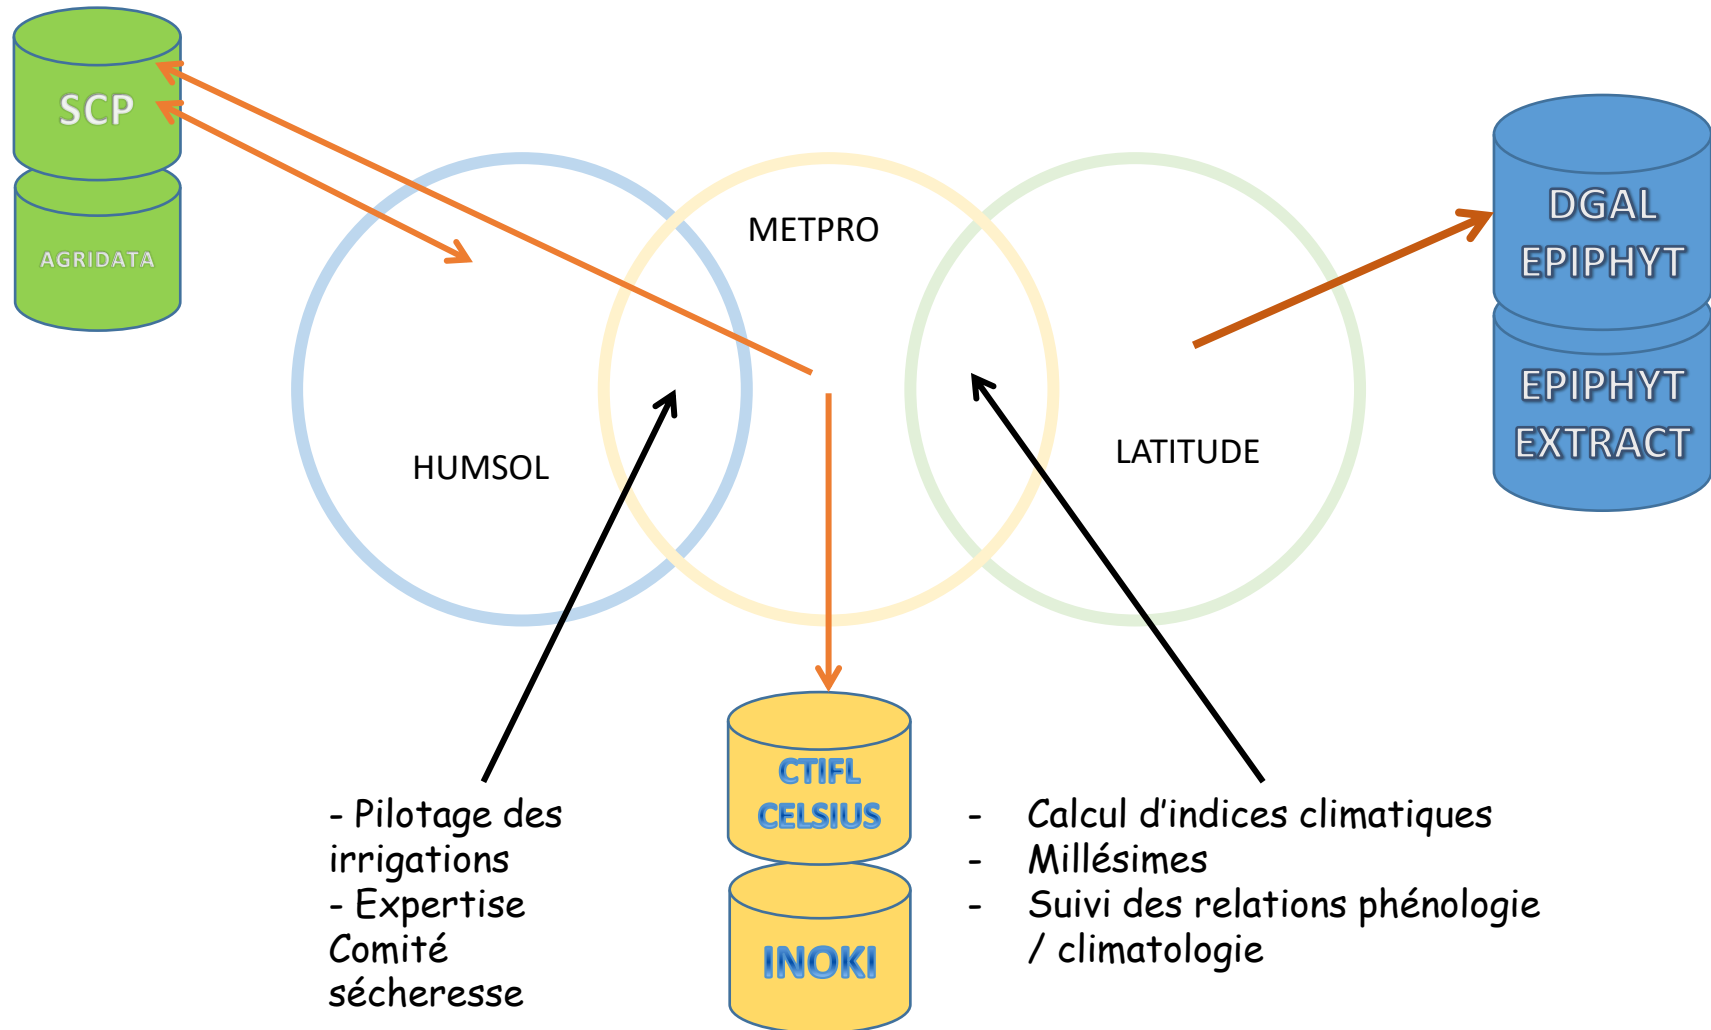 SCP
AGRIDATA
METPRO
HUMSOL
LATITUDE
DGAL
EPIPHYT
EPIPHYT
EXTRACT
- Pilotage des
irrigations
- Expertise
Comité
sécheresse
CTIFL
CELSIUS
INOKI
- Calcul d'indices climatiques
- Millésimes
- Suivi des relations phénologie
/ climatologie